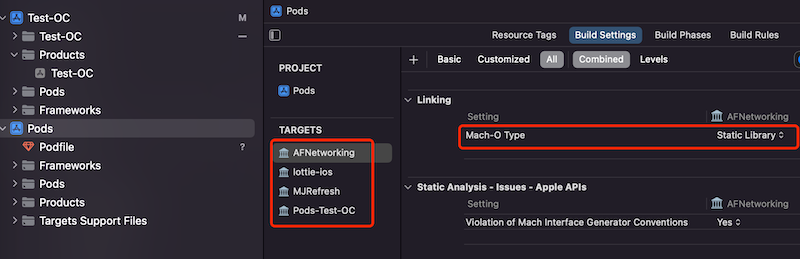 Test-OC M
Test-OC
Products
Test-OC
Pods
Frameworks
Pods
Podfile ?
Frameworks
Pods
Products
Targets Support Files
Pods
Resource Tags Build Settings Build Phases Build Rules
PROJECT
Pods
TARGETS
AFNetworking
lottie-ios
MJRefresh
Pods-Test-OC
+ Basic Customized All Combined Levels
Linking
Setting AFNetworking
Mach-O Type Static Library
Static Analysis - Issues - Apple APIs
Setting AFNetworking
Violation of Mach Interface Generator Conventions Yes